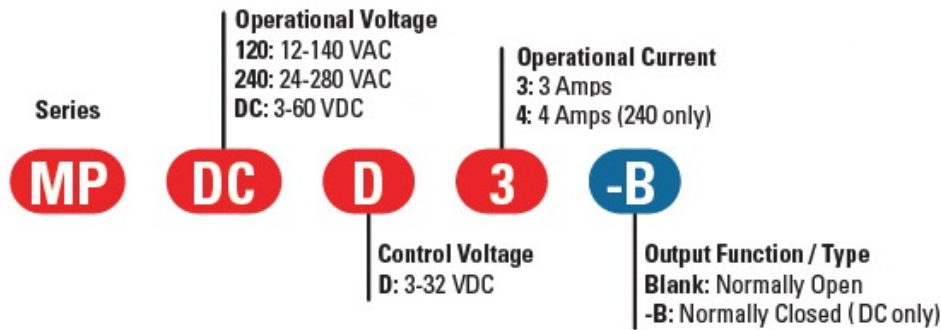 Operational Voltage
120: 12-140 VAC
240: 24-280 VAC
DC: 3-60 VDC
Operational Current
3: 3 Amps
4: 4 Amps (240 only)
Series
MP DC D 3 -B
Control Voltage
D: 3-32 VDC
Output Function / Type
Blank: Normally Open
-B: Normally Closed (DC only)